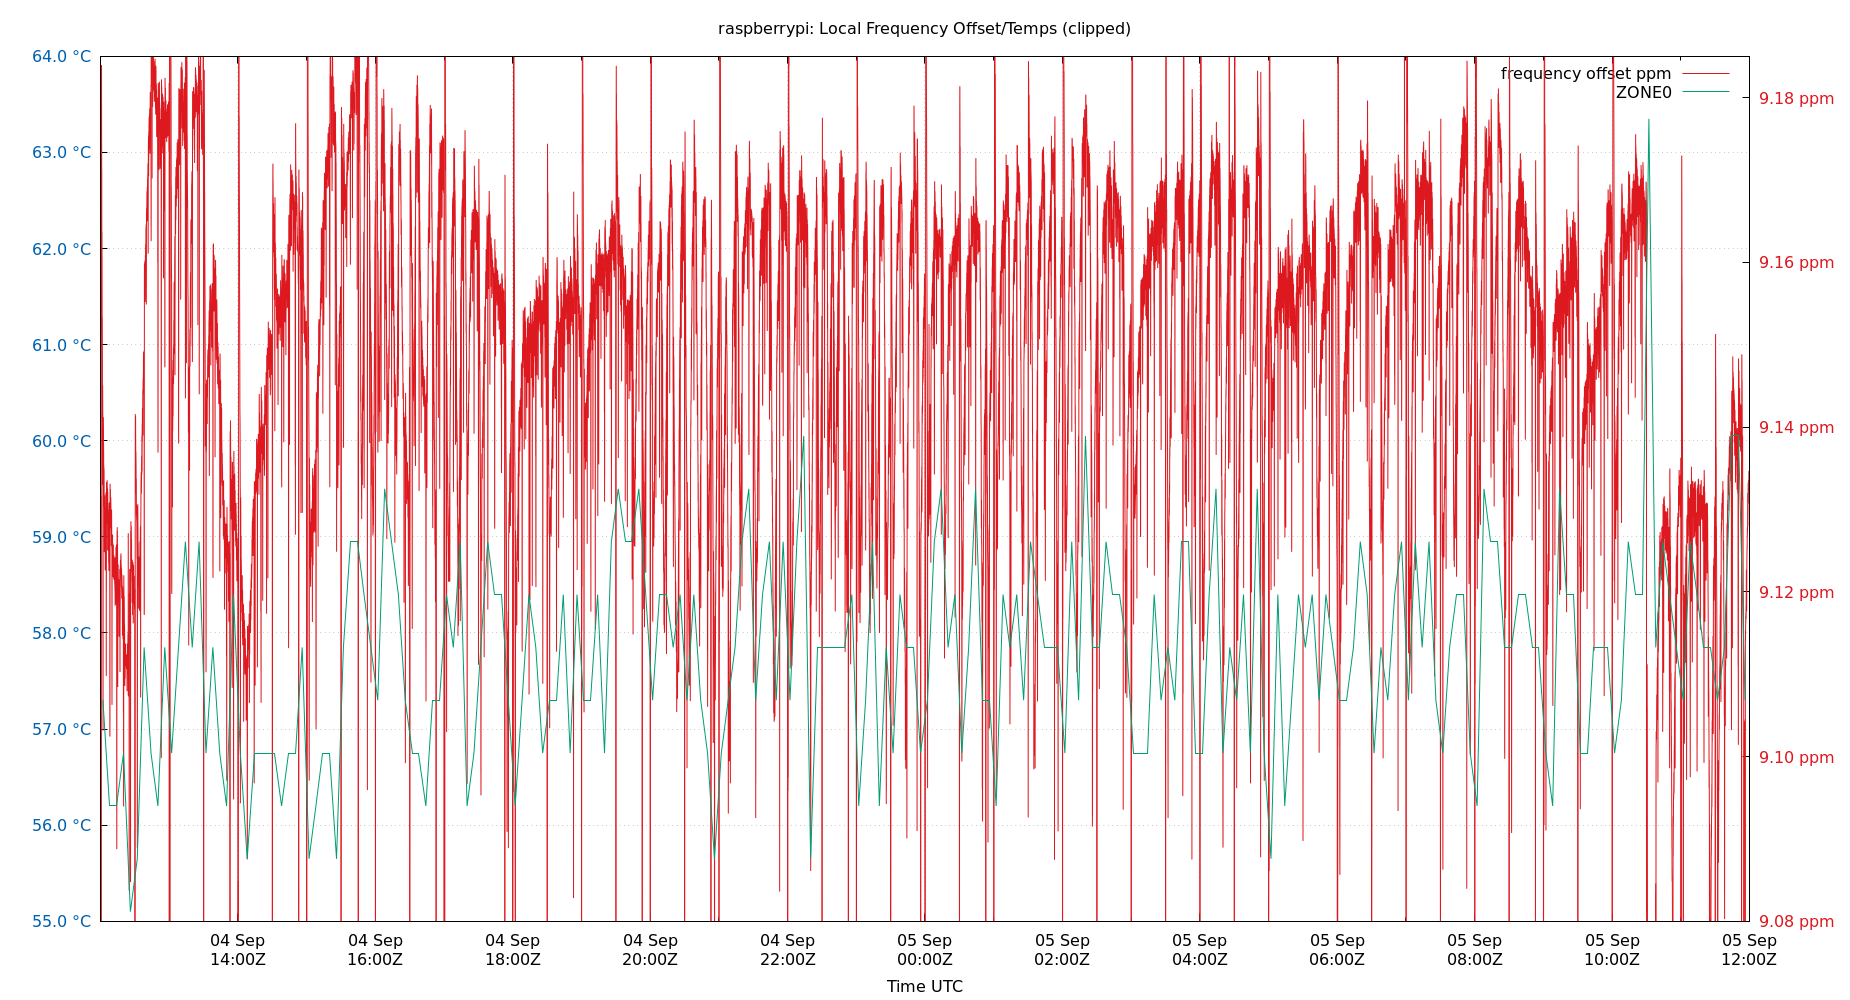 raspberrypi: Local Frequency Offset/Temps (clipped)
frequency offset ppm
ZONE0
64.0 °C
63.0 °C
62.0 °C
61.0 °C
60.0 °C
59.0 °C
58.0 °C
57.0 °C
56.0 °C
55.0 °C
9.18 ppm
9.16 ppm
9.14 ppm
9.12 ppm
9.10 ppm
9.08 ppm
04 Sep
14:00Z
04 Sep
16:00Z
04 Sep
18:00Z
04 Sep
20:00Z
04 Sep
22:00Z
05 Sep
00:00Z
05 Sep
02:00Z
05 Sep
04:00Z
05 Sep
06:00Z
05 Sep
08:00Z
05 Sep
10:00Z
05 Sep
12:00Z
Time UTC